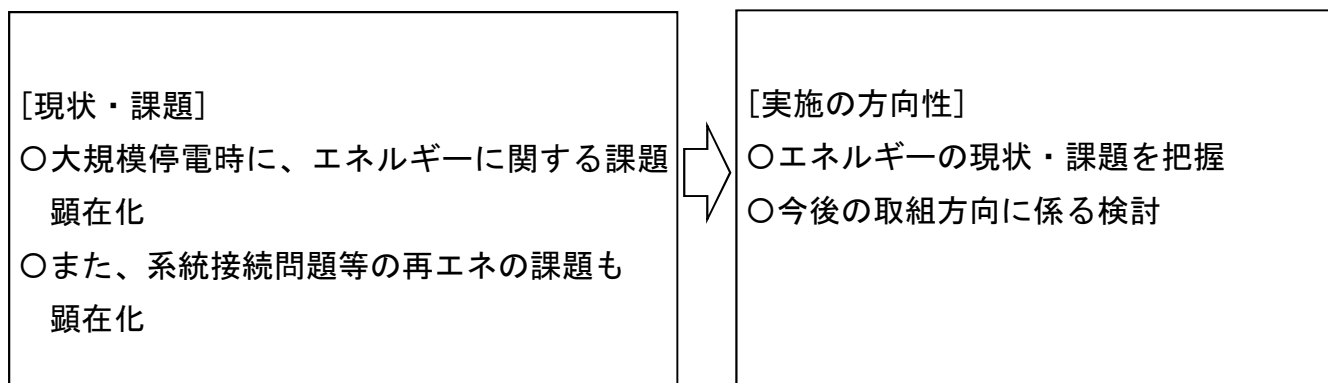 [現状・課題]
〇大規模停電時に、エネルギーに関する課題
顕在化
〇また、系統接続問題等の再エネの課題も
顕在化
[実施の方向性]
〇エネルギーの現状・課題を把握
〇今後の取組方向に係る検討